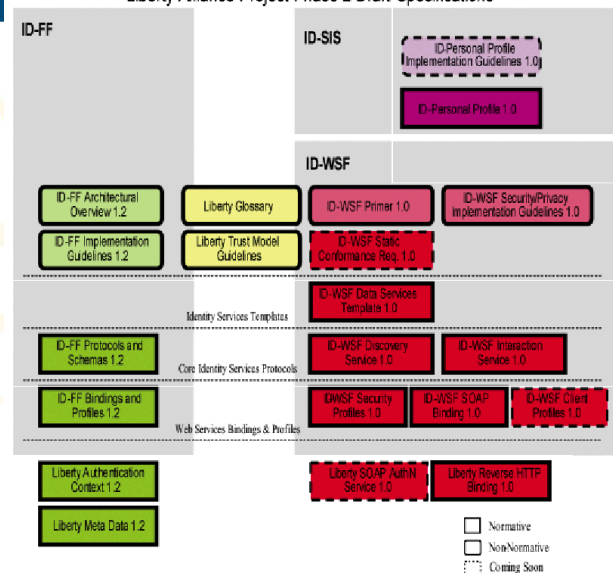 Liberty Alliance Project Phase 2 Draft Specifications
ID-FF
ID-SIS
ID-Personal Profile
Implementation Guidelines 1.0
ID-Personal Profile 1.0
ID-WSF
ID-FF Architectural
Overview 1.2
Liberty Glossary
ID-WSF Primer 1.0
ID-WSF Security/Privacy
Implementation Guidelines 1.0
ID-FF Implementation
Guidelines 1.2
Liberty Trust Model
Guidelines
ID-WSF Static
Conformance Req. 1.0
ID-WSF Data Services
Template 1.0
Identity Services Templates
ID-FF Protocols and
Schemas 1.2
ID-WSF Discovery
Service 1.0
ID-WSF Interaction
Service 1.0
Core Identity Services Protocols
ID-FF Bindings and
Profiles 1.2
IDWSF Security
Profiles 1.0
ID-WSF SOAP
Binding 1.0
ID-WSF Client
Profiles 1.0
Web Services Bindings & Profiles
Liberty Authentication
Context 1.2
Liberty SOAP AuthN
Service 1.0
Liberty Reverse HTTP
Binding 1.0
Liberty Meta Data 1.2
Normative
Non-Normative
Coming Soon